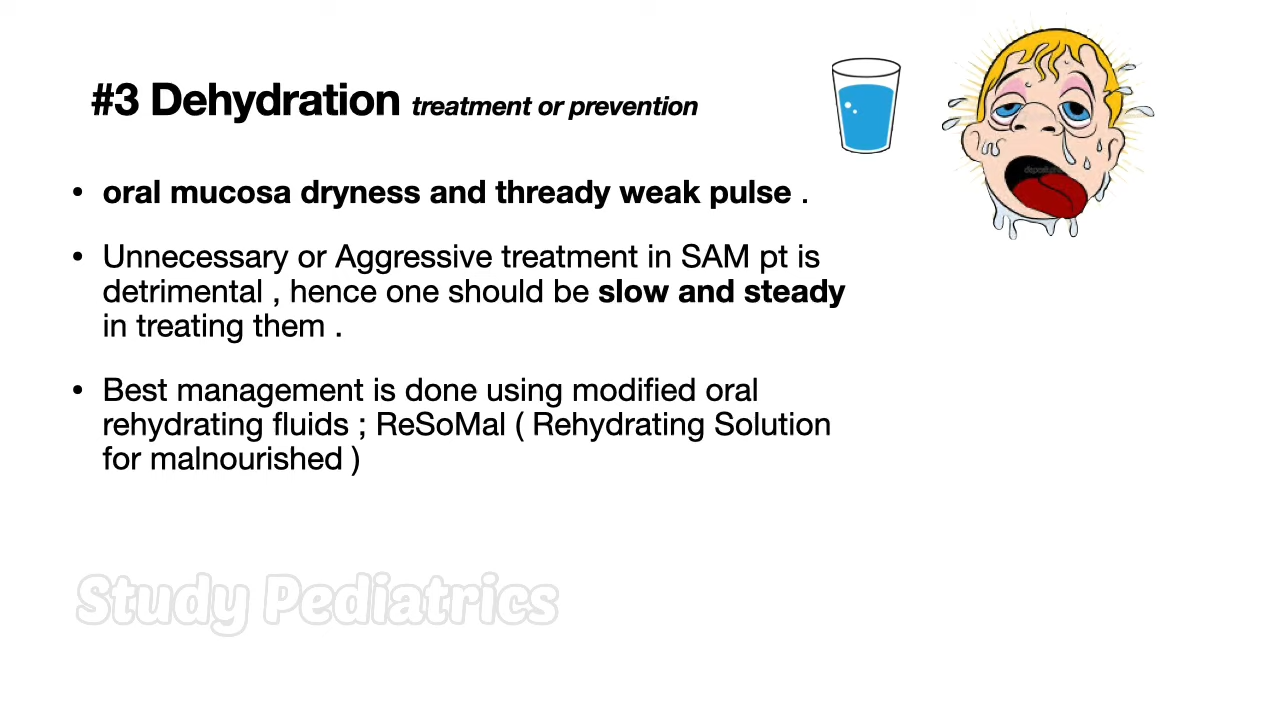 #3 Dehydration treatment or prevention
• oral mucosa dryness and thready weak pulse .
• Unnecessary or Aggressive treatment in SAM pt is
detrimental , hence one should be slow and steady
in treating them .
• Best management is done using modified oral
rehydrating fluids ; ReSoMal ( Rehydrating Solution
for malnourished )
Study Pediatrics